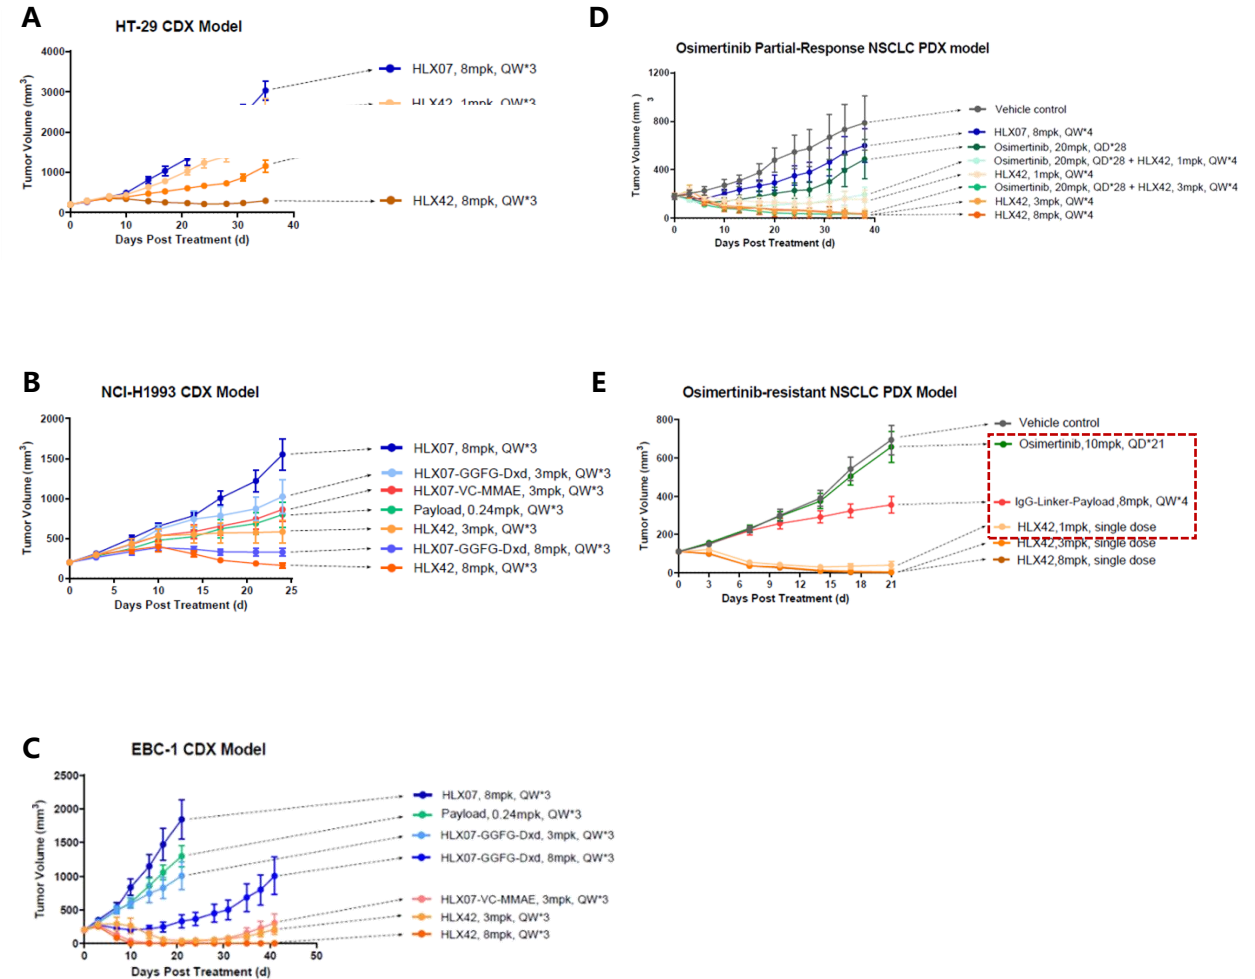 A
HT-29 CDX Model
Tumor Volume (mm3)
4000
3000
2000
1000
0
0
10
20
30
40
Days Post Treatment (d)
HLX07, 8mpk, QW*3
HLX42, 1mpk, QW*3
HLX42, 8mpk, QW*3
B
NCI-H1993 CDX Model
Tumor Volume (mm3)
2000
1500
1000
500
0
0
5
10
15
20
25
Days Post Treatment (d)
HLX07, 8mpk, QW*3
HLX07-GGFG-Dxd, 3mpk, QW*3
HLX07-VC-MMAE, 3mpk, QW*3
Payload, 0.24mpk, QW*3
HLX42, 3mpk, QW*3
HLX07-GGFG-Dxd, 8mpk, QW*3
HLX42, 8mpk, QW*3
C
EBC-1 CDX Model
Tumor Volume (mm3)
2500
2000
1500
1000
500
0
0
10
20
30
40
50
Days Post Treatment (d)
HLX07, 8mpk, QW*3
Payload, 0.24mpk, QW*3
HLX07-GGFG-Dxd, 3mpk, QW*3
HLX07-GGFG-Dxd, 8mpk, QW*3
HLX07-VC-MMAE, 3mpk, QW*3
HLX42, 3mpk, QW*3
HLX42, 8mpk, QW*3
D
Osimertinib Partial-Response NSCLC PDX model
Tumor Volume (mm3)
1200
800
400
0
0
10
20
30
40
Days Post Treatment (d)
Vehicle control
HLX07, 8mpk, QW*4
Osimertinib, 20mpk, QD*28
Osimertinib, 20mpk, QD*28 + HLX42, 1mpk, QW*4
HLX42, 1mpk, QW*4
Osimertinib, 20mpk, QD*28 + HLX42, 3mpk, QW*4
HLX42, 3mpk, QW*4
HLX42, 8mpk, QW*4
E
Osimertinib-resistant NSCLC PDX Model
Tumor Volume (mm3)
800
600
400
200
0
0
3
6
9
12
15
18
21
Days Post Treatment (d)
Vehicle control
Osimertinib,10mpk, QD*21
IgG-Linker-Payload,8mpk, QW*4
HLX42,1mpk, single dose
HLX42,3mpk, single dose
HLX42,8mpk, single dose